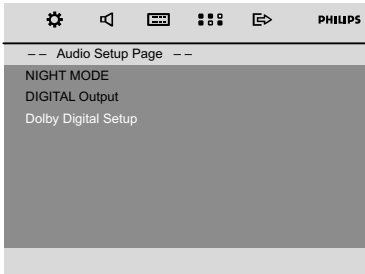 PHILIPS
–– Audio Setup Page ––
NIGHT MODE
DIGITAL Output
Dolby Digital Setup